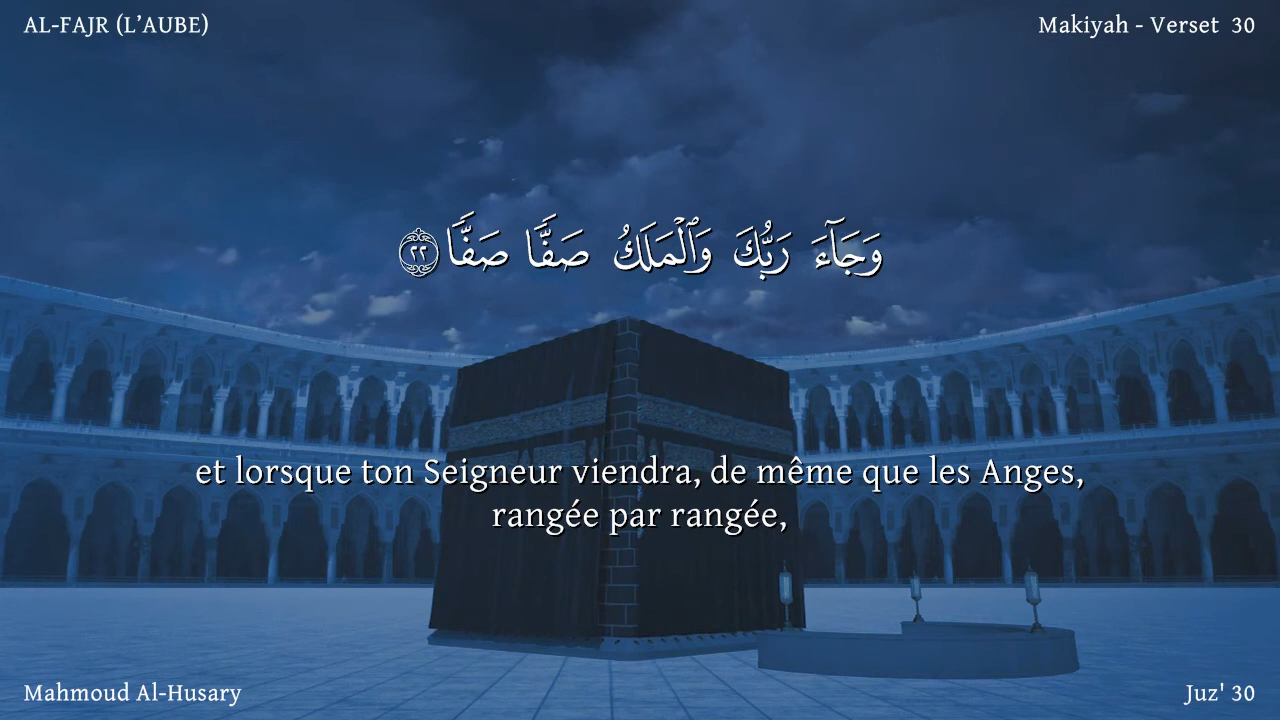 AL-FAJR (L’AUBE)
Makiyah - Verset  30
وَجَآءَ رَبُّكَ وَٱلْمَلَكُ صَفًّا صَفًّا ٢٢
et lorsque ton Seigneur viendra, de même que les Anges,
rangée par rangée,
Mahmoud Al-Husary
Juz' 30